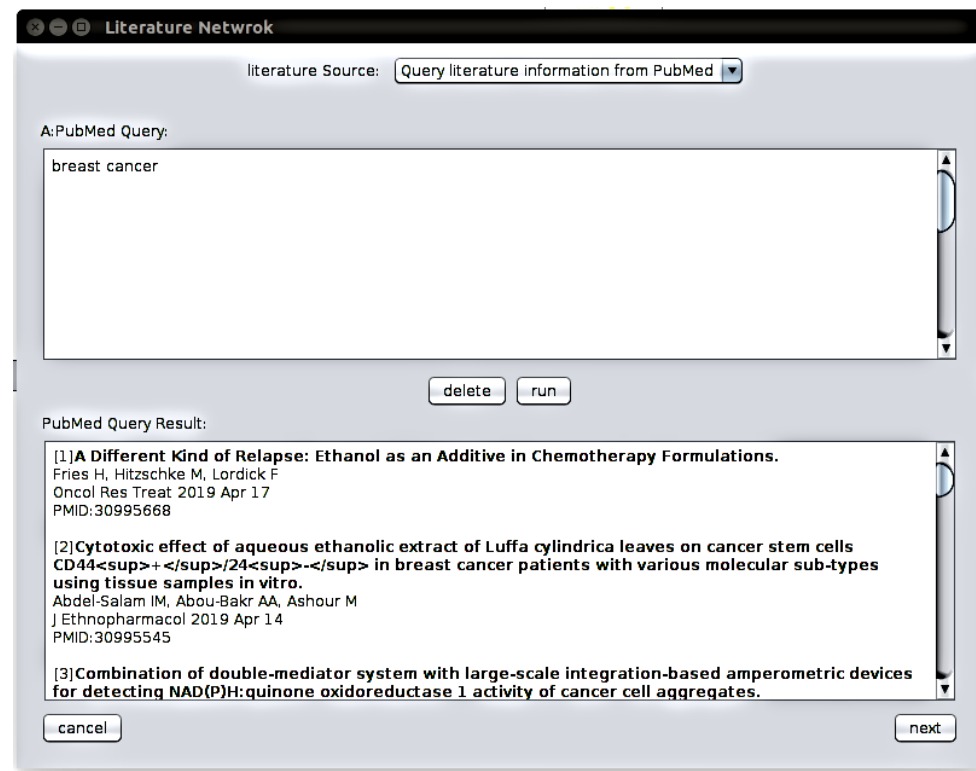 Literature Netwrok
literature Source: Query literature information from PubMed
A:PubMed Query:
breast cancer
delete run
PubMed Query Result:
[1]A Different Kind of Relapse: Ethanol as an Additive in Chemotherapy Formulations.
Fries H, Hitzschke M, Lordick F
Oncol Res Treat 2019 Apr 17
PMID:30995668
[2]Cytotoxic effect of aqueous ethanolic extract of Luffa cylindrica leaves on cancer stem cells
CD44<sup>+</sup>/24<sup>-</sup> in breast cancer patients with various molecular sub-types
using tissue samples in vitro.
Abdel-Salam IM, Abou-Bakr AA, Ashour M
J Ethnopharmacol 2019 Apr 14
PMID:30995545
[3]Combination of double-mediator system with large-scale integration-based amperometric devices
for detecting NAD(P)H:quinone oxidoreductase 1 activity of cancer cell aggregates.
cancel next